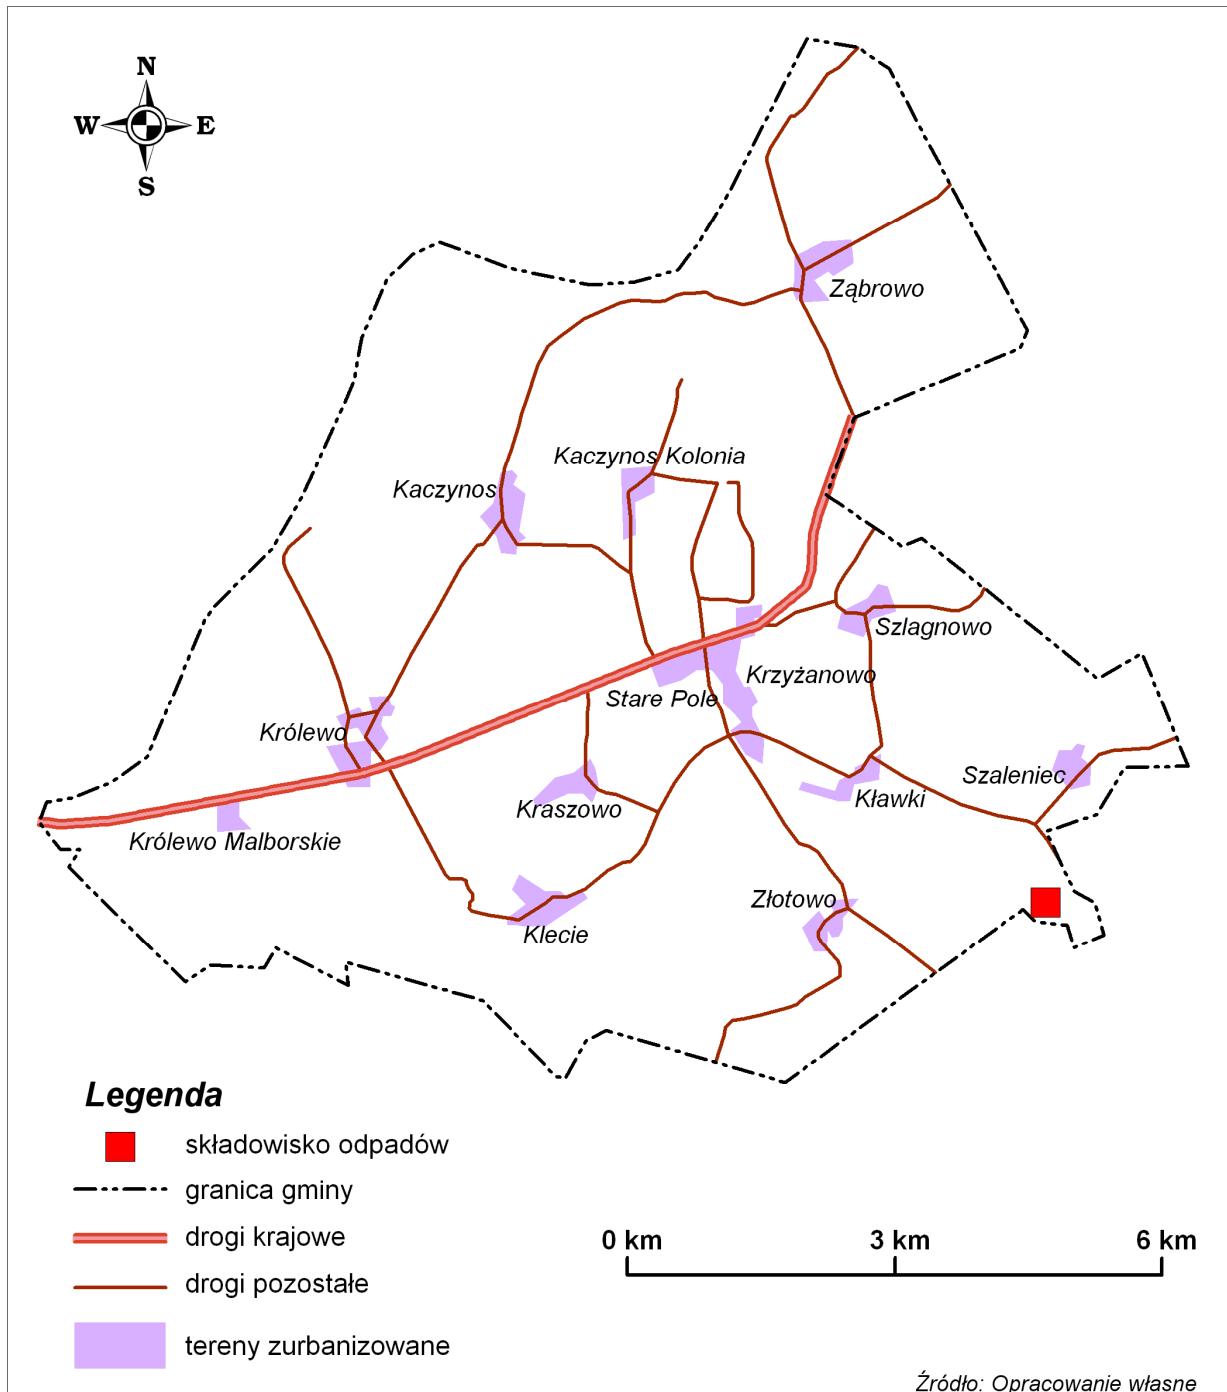 N
W E
S
Ząbrowo
Kaczynos Kolonia
Kaczynos
Szlagnowo
Krzyżanowo
Stare Pole
Królewo
Szaleniec
Kławki
Kraszowo
Królewo Malborskie
Złotowo
Klecie
Legenda
składowisko odpadów
granica gminy
drogi krajowe
drogi pozostałe
tereny zurbanizowane
0 km 3 km 6 km
Źródło: Opracowanie własne